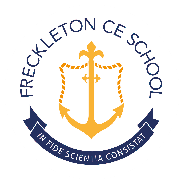 FRECKLETON CE SCHOOL
IN FIDE SCIENTIA CONSISTAT